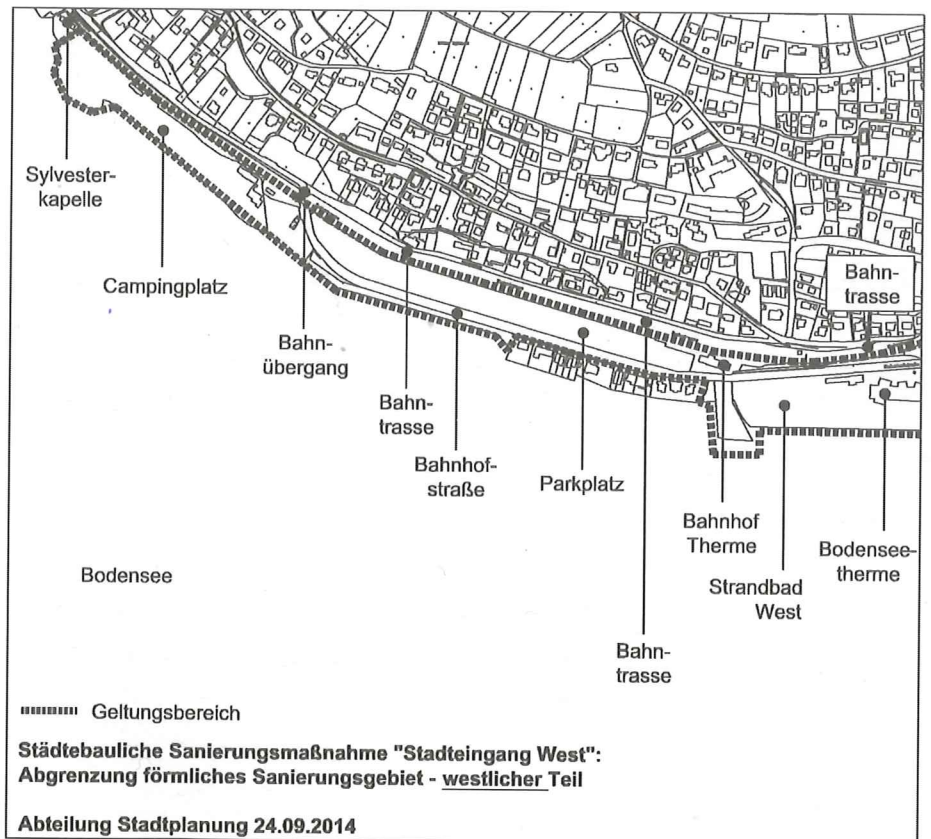 Sylvester-
kapelle
Campingplatz
Bahn-
übergang
Bahn-
trasse
Bahnhof-
straße
Parkplatz
Bahn-
trasse
Bahnhof
Therme
Strandbad
West
Bahn-
trasse
Bodensee-
therme
Bodensee
Geltungsbereich
Städtebauliche Sanierungsmaßnahme "Stadteingang West":
Abgrenzung förmliches Sanierungsgebiet - westlicher Teil
Abteilung Stadtplanung 24.09.2014